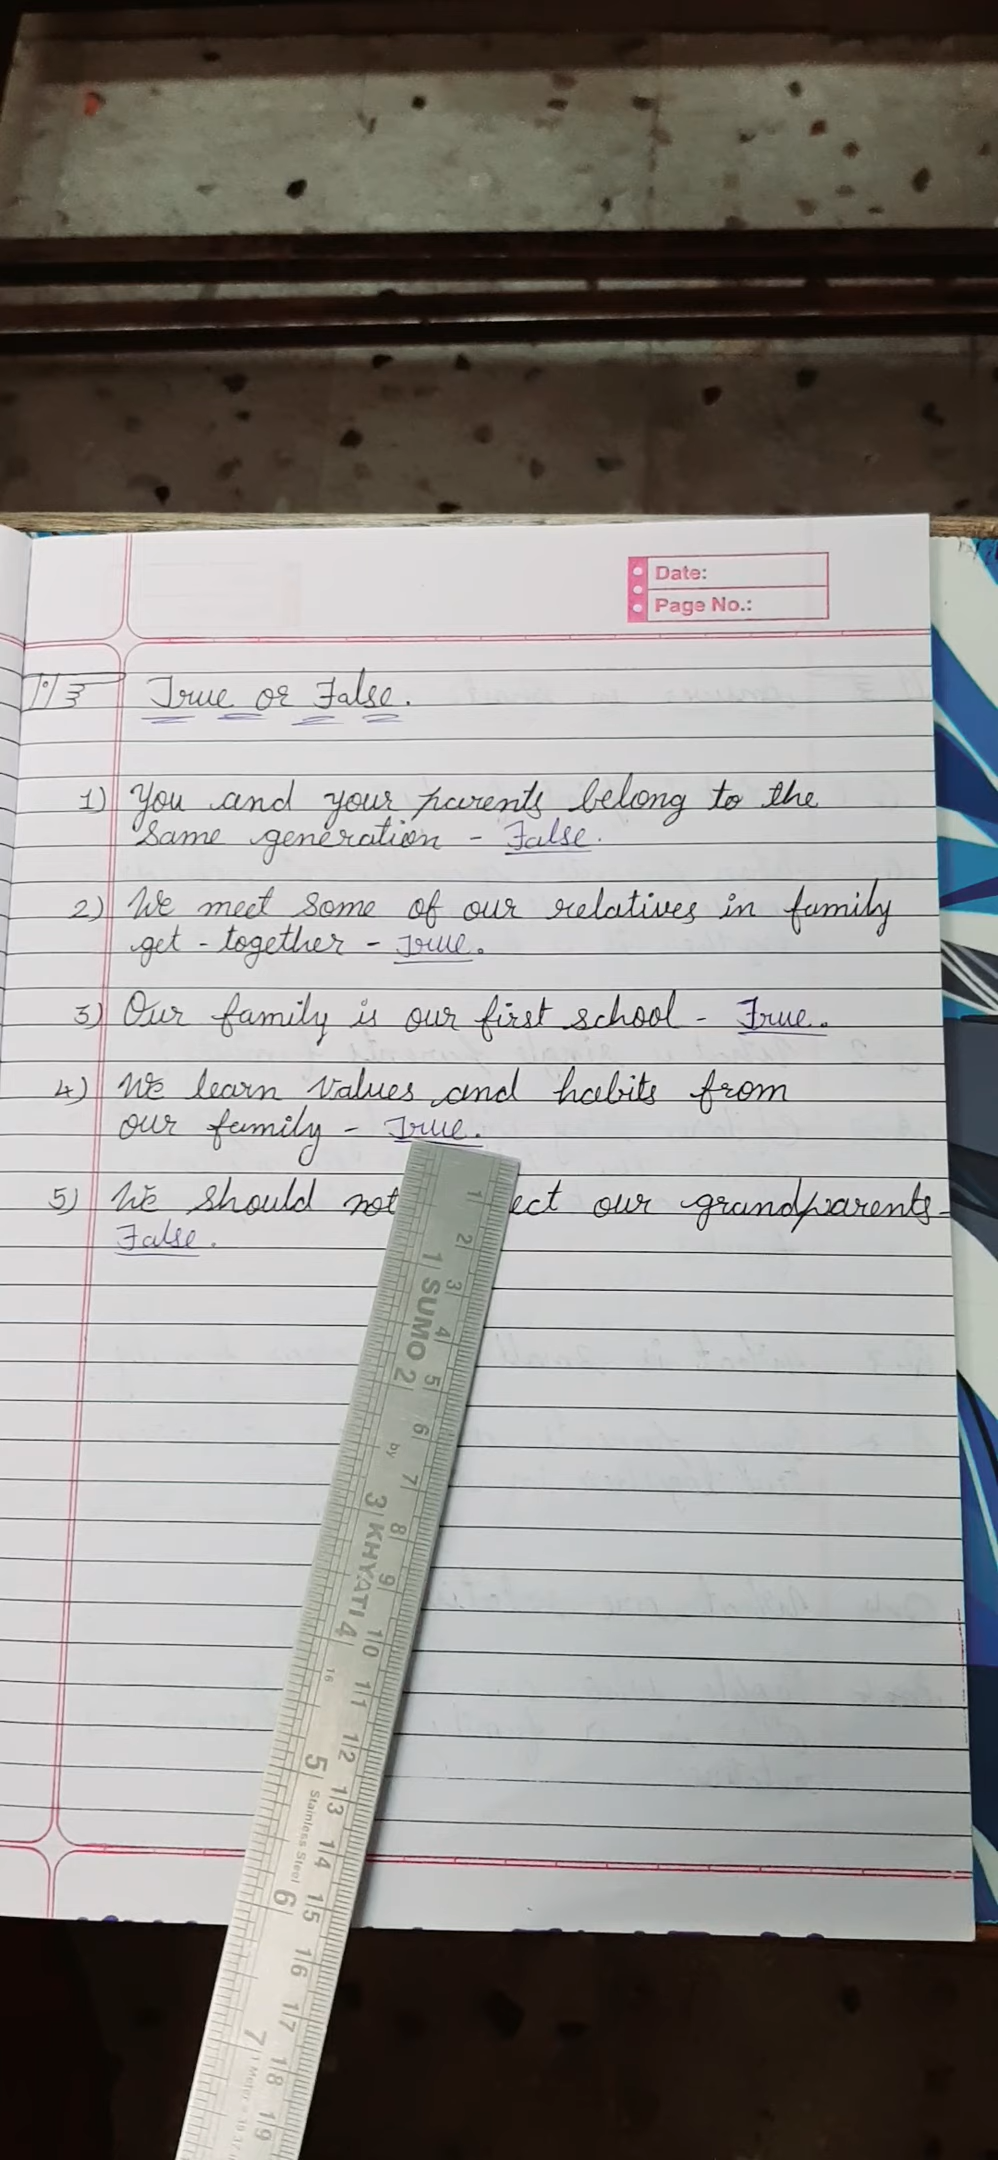 Date:
Page No.:
True or False.
1) You and your parents belong to the
same generation - False.
2) We meet some of our relatives in family
get - together - True.
3) Our family is our first school - True.
4) We learn values and habits from
our family - True.
5) We should not ect our grandparents -
False.
1 2 3 4 5 6 7 8 9 10 11 12 13 14 15 16 17 18 19
1 SUMO 2 by 3 KHYATI 4 16 5 Stainless Steel 6 7